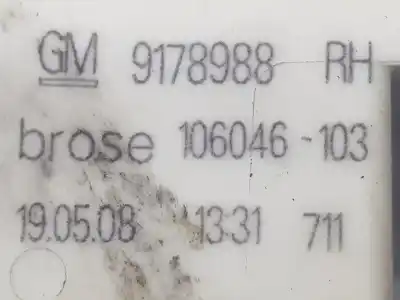 GM 9178988 RH
brose 106046-103
19.05.08 13:31 711